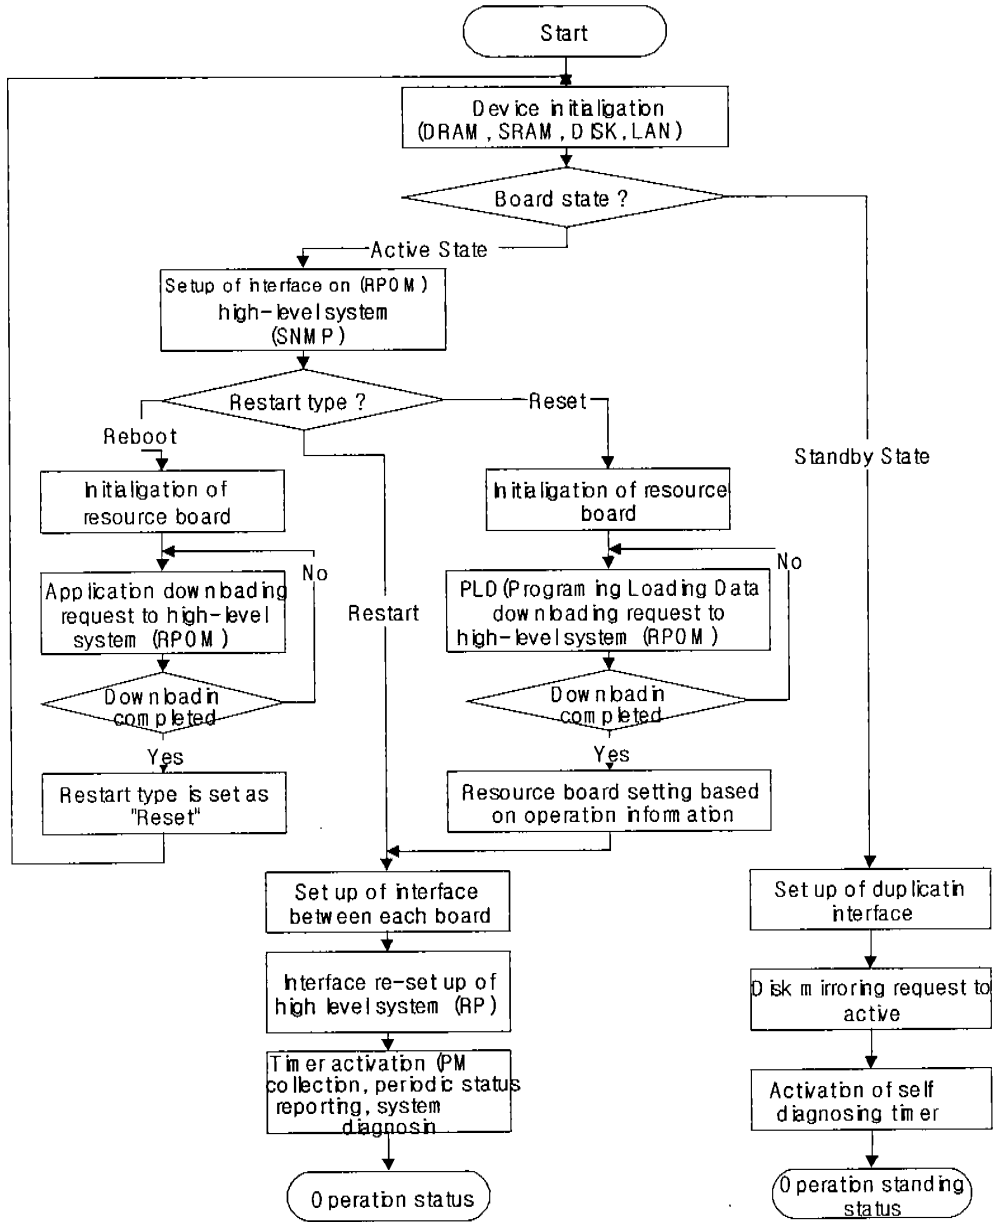 Start
Device initialigation
(DRAM, SRAM, DISK, LAN)
Board state ?
Active State
Setup of interface on (RPOM)
high-level system
(SNMP)
Restart type ?
Reset
Reboot
Standby State
Initialigation of
resource board
Initialigation of resource
board
No
No
Application downloading
request to high-level
system (RPOM)
PLD (Programing Loading Data
downloading request to
high-level system (RPOM)
Restart
Downloadin
completed
Downloadin
completed
Yes
Yes
Restart type is set as
"Reset"
Resource board setting based
on operation information
Set up of interface
between each board
Set up of duplicatin
interface
Interface re-set up of
high level system (RP)
Disk mirroring request to
active
Timer activation (PM
collection, periodic status
reporting, system
diagnosin
Activation of self
diagnosing timer
Operation status
Operation standing
status